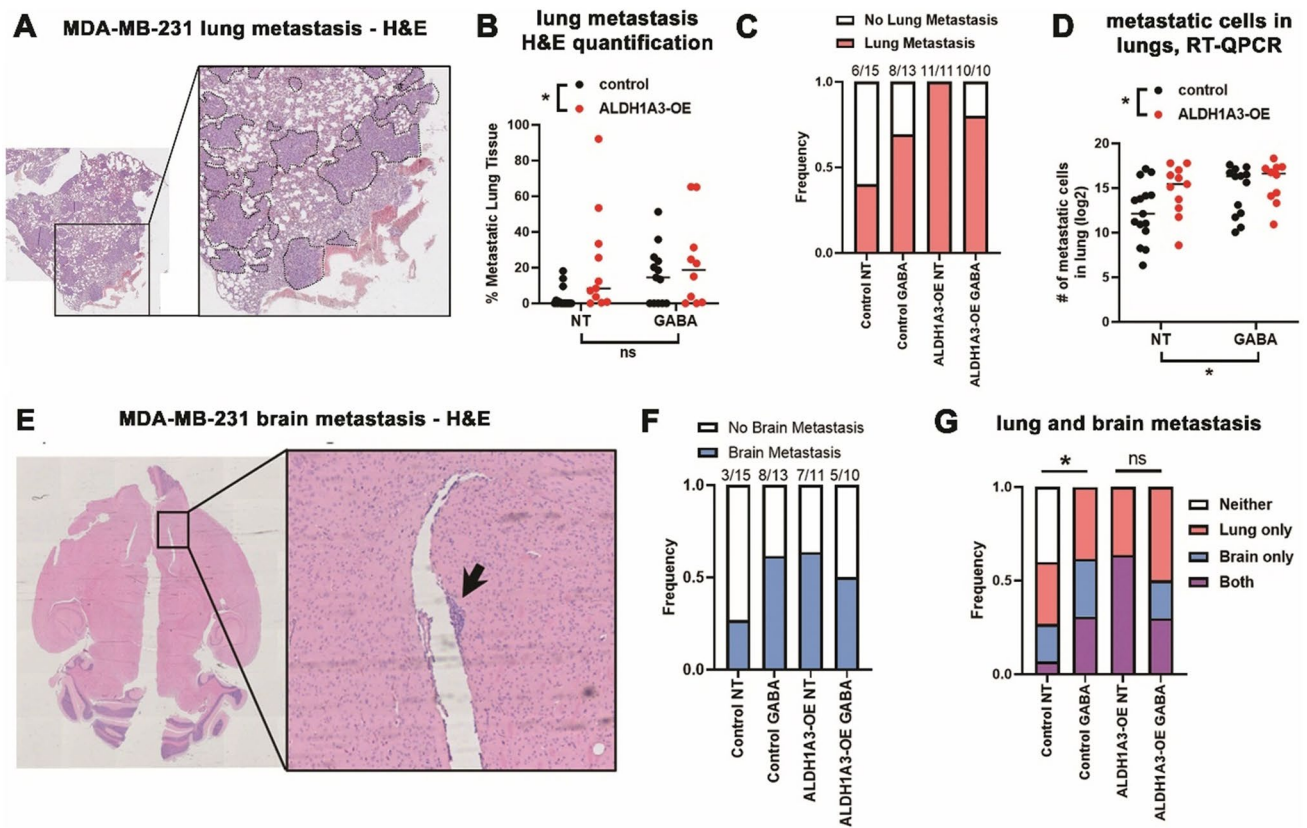 A
MDA-MB-231 lung metastasis - H&E
B
lung metastasis
H&E quantification
* control
ALDH1A3-OE
% Metastatic Lung Tissue
100
80
60
40
20
0
NT GABA
ns
C
No Lung Metastasis
Lung Metastasis
6/15 8/13 11/11 10/10
Frequency
1.0
0.5
0.0
Control NT
Control GABA
ALDH1A3-OE NT
ALDH1A3-OE GABA
D
metastatic cells in
lungs, RT-QPCR
* control
ALDH1A3-OE
# of metastatic cells
in lung (log2)
20
15
10
5
0
NT GABA
*
E
MDA-MB-231 brain metastasis - H&E
F
No Brain Metastasis
Brain Metastasis
3/15 8/13 7/11 5/10
Frequency
1.0
0.5
0.0
Control NT
Control GABA
ALDH1A3-OE NT
ALDH1A3-OE GABA
G
lung and brain metastasis
* ns
Frequency
1.0
0.5
0.0
Neither
Lung only
Brain only
Both
Control NT
Control GABA
ALDH1A3-OE NT
ALDH1A3-OE GABA